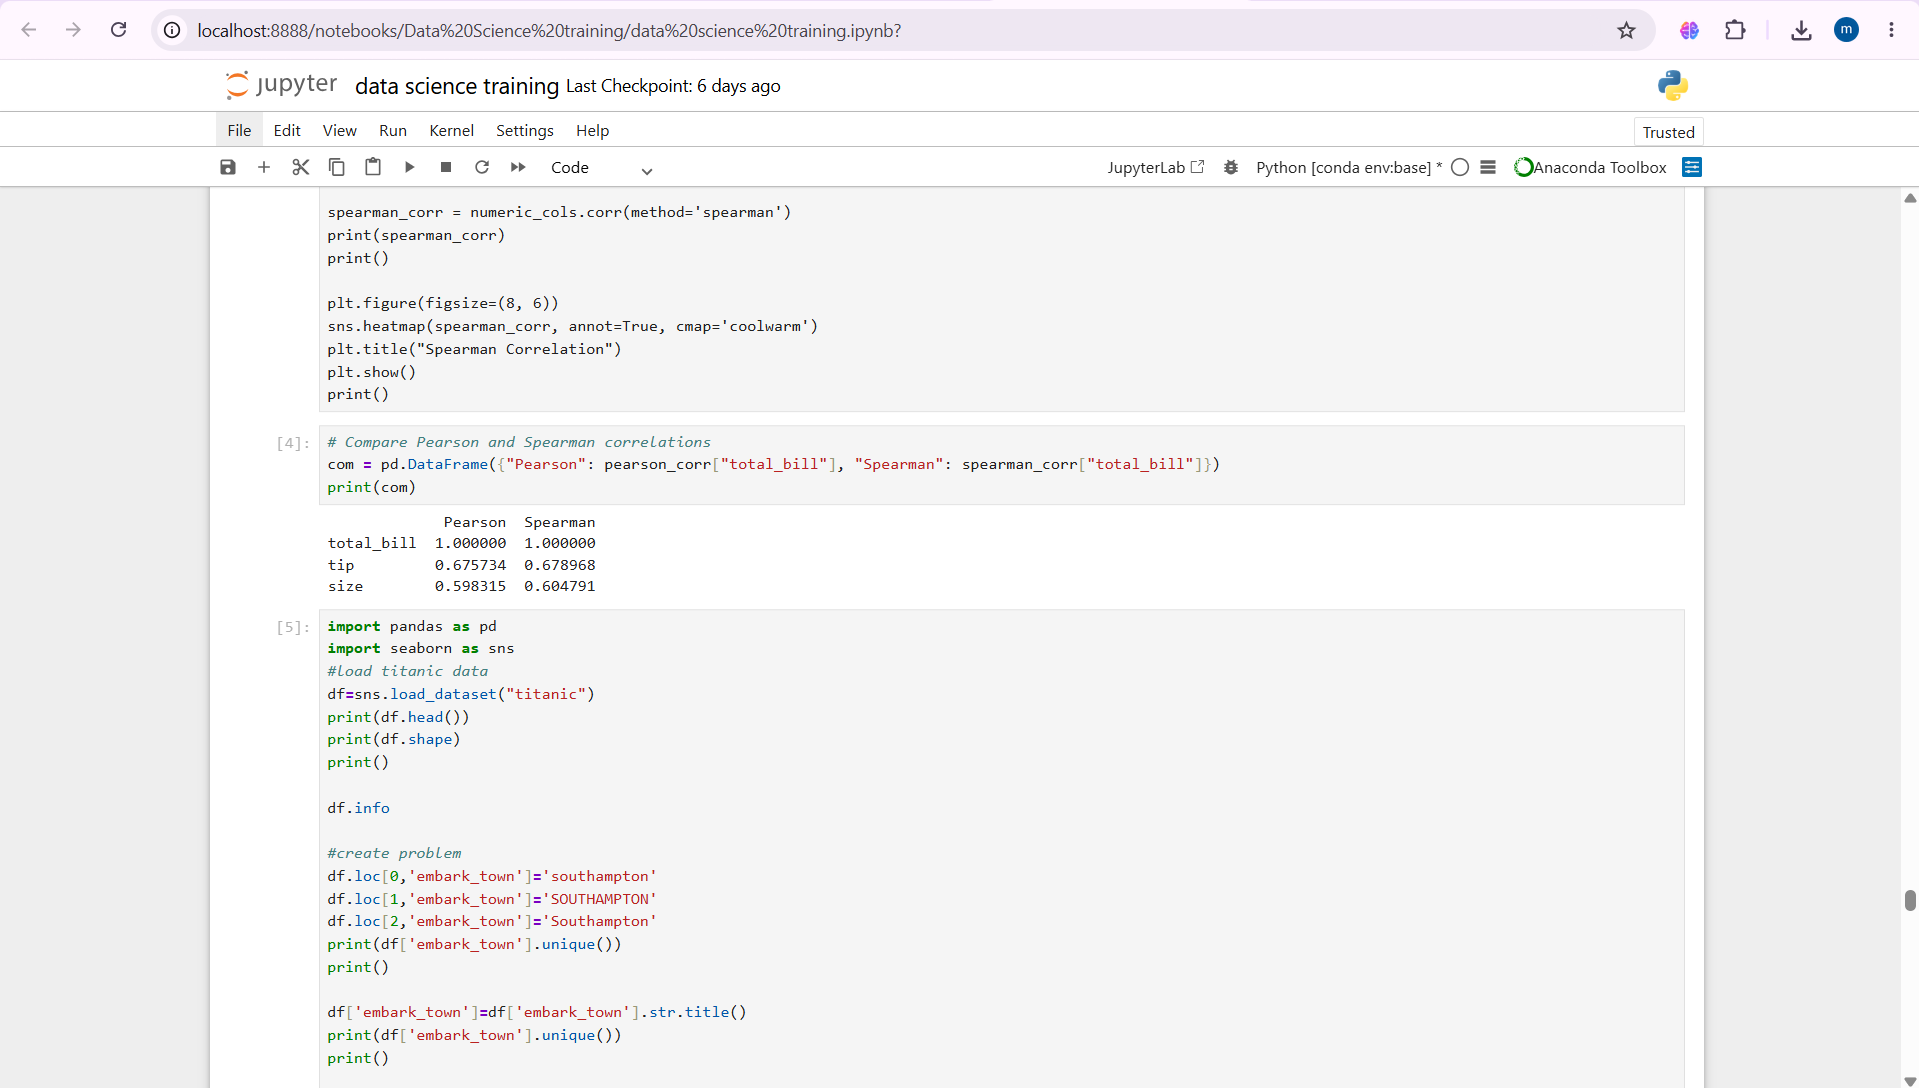 localhost:8888/notebooks/Data%20Science%20training/data%20science%20training.ipynb?
m
jupyter data science training Last Checkpoint: 6 days ago
File Edit View Run Kernel Settings Help
Trusted
Code
JupyterLab Python [conda env:base] * Anaconda Toolbox
spearman_corr = numeric_cols.corr(method='spearman')
print(spearman_corr)
print()
plt.figure(figsize=(8, 6))
sns.heatmap(spearman_corr, annot=True, cmap='coolwarm')
plt.title("Spearman Correlation")
plt.show()
print()
[4]: # Compare Pearson and Spearman correlations
com = pd.DataFrame({"Pearson": pearson_corr["total_bill"], "Spearman": spearman_corr["total_bill"]})
print(com)
Pearson Spearman
total_bill 1.000000 1.000000
tip 0.675734 0.678968
size 0.598315 0.604791
[5]: import pandas as pd
import seaborn as sns
#load titanic data
df=sns.load_dataset("titanic")
print(df.head())
print(df.shape)
print()
df.info
#create problem
df.loc[0,'embark_town']='southampton'
df.loc[1,'embark_town']='SOUTHAMPTON'
df.loc[2,'embark_town']='Southampton'
print(df['embark_town'].unique())
print()
df['embark_town']=df['embark_town'].str.title()
print(df['embark_town'].unique())
print()